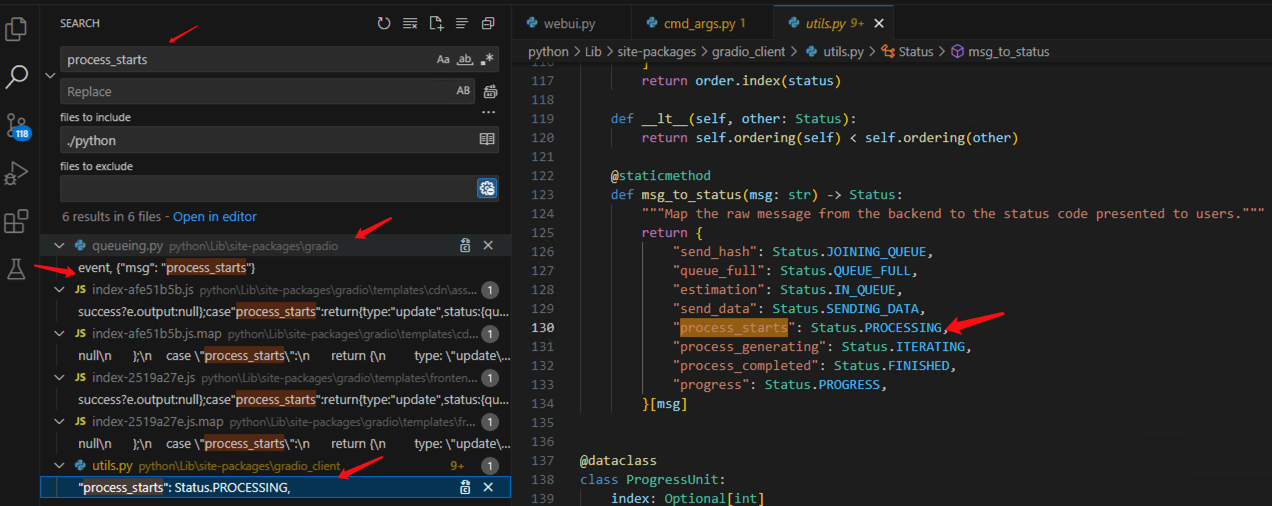 SEARCH
process_starts
Aa ab .*
Replace
AB
files to include
./python
files to exclude
6 results in 6 files - Open in editor
queueing.py python\Lib\site-packages\gradio
event, {"msg": "process_starts"}
JS index-afe51b5b.js python\Lib\site-packages\gradio\templates\cdn\ass... 1
success?e.output:null};case"process_starts":return{type:"update",status:{qu...
JS index-afe51b5b.js.map python\Lib\site-packages\gradio\templates\cd... 1
null\n };\n case \"process_starts\":\n return {\n type: \"update\...
JS index-2519a27e.js python\Lib\site-packages\gradio\templates\fronten... 1
success?e.output:null};case"process_starts":return{type:"update",status:{qu...
JS index-2519a27e.js.map python\Lib\site-packages\gradio\templates\fr... 1
null\n };\n case \"process_starts\":\n return {\n type: \"update\...
utils.py python\Lib\site-packages\gradio_client 9+ 1
"process_starts": Status.PROCESSING,
118
webui.py
cmd_args.py 1
utils.py 9+
python > Lib > site-packages > gradio_client > utils.py > Status > msg_to_status
116 ]
117 return order.index(status)
118
119 def __lt__(self, other: Status):
120 return self.ordering(self) < self.ordering(other)
121
122 @staticmethod
123 def msg_to_status(msg: str) -> Status:
124 """Map the raw message from the backend to the status code presented to users."""
125 return {
126 "send_hash": Status.JOINING_QUEUE,
127 "queue_full": Status.QUEUE_FULL,
128 "estimation": Status.IN_QUEUE,
129 "send_data": Status.SENDING_DATA,
130 "process_starts": Status.PROCESSING,
131 "process_generating": Status.ITERATING,
132 "process_completed": Status.FINISHED,
133 "progress": Status.PROGRESS,
134 }[msg]
135
136
137 @dataclass
138 class ProgressUnit:
139 index: Optional[int]